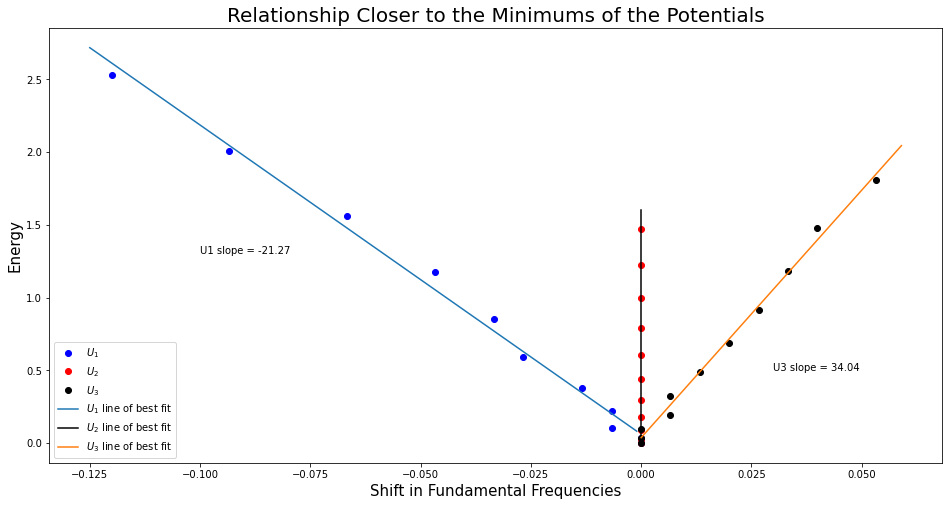 Relationship Closer to the Minimums of the Potentials
Energy
2.5
2.0
1.5
1.0
0.5
0.0
U1 slope = -21.27
U3 slope = 34.04
U₁
U₂
U₃
U₁ line of best fit
U₂ line of best fit
U₃ line of best fit
−0.125 −0.100 −0.075 −0.050 −0.025 0.000 0.025 0.050
Shift in Fundamental Frequencies